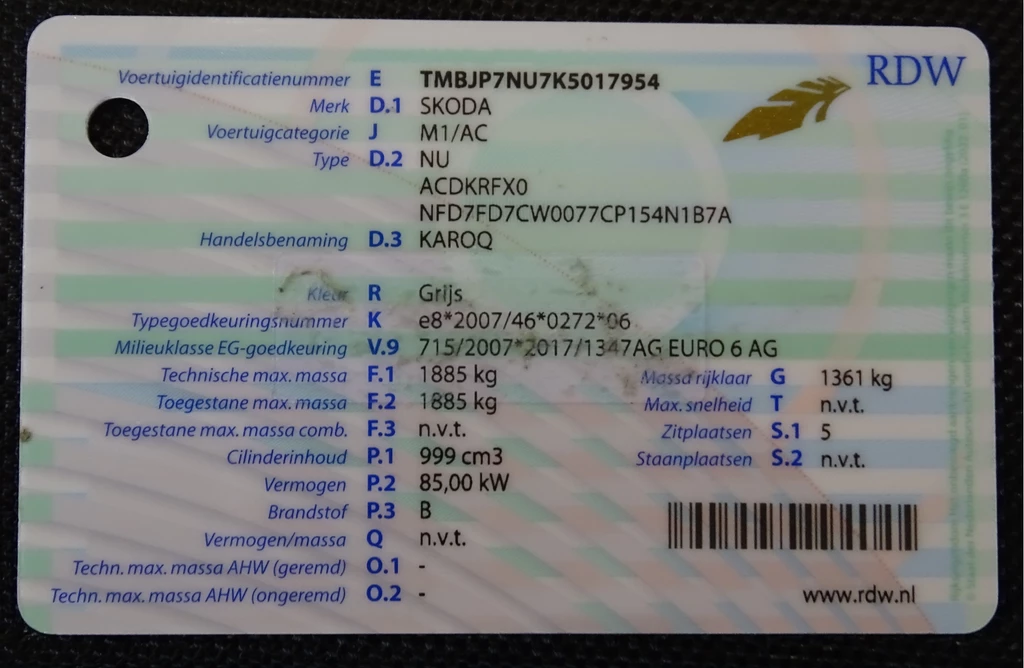 RDW
Voertuigidentificatienummer E TMBJP7NU7K5017954
Merk D.1 SKODA
Voertuigcategorie J M1/AC
Type D.2 NU
ACDKRFX0
NFD7FD7CW0077CP154N1B7A
Handelsbenaming D.3 KAROQ
Kleur R Grijs
Typegoedkeuringsnummer K e8*2007/46*0272*06
Milieuklasse EG-goedkeuring V.9 715/2007*2017/1347AG EURO 6 AG
Technische max. massa F.1 1885 kg Massa rijklaar G 1361 kg
Toegestane max. massa F.2 1885 kg Max. snelheid T n.v.t.
Toegestane max. massa comb. F.3 n.v.t. Zitplaatsen S.1 5
Cilinderinhoud P.1 999 cm3 Staanplaatsen S.2 n.v.t.
Vermogen P.2 85,00 kW
Brandstof P.3 B
Vermogen/massa Q n.v.t.
Techn. max. massa AHW (geremd) O.1 -
Techn. max. massa AHW (ongeremd) O.2 -
www.rdw.nl